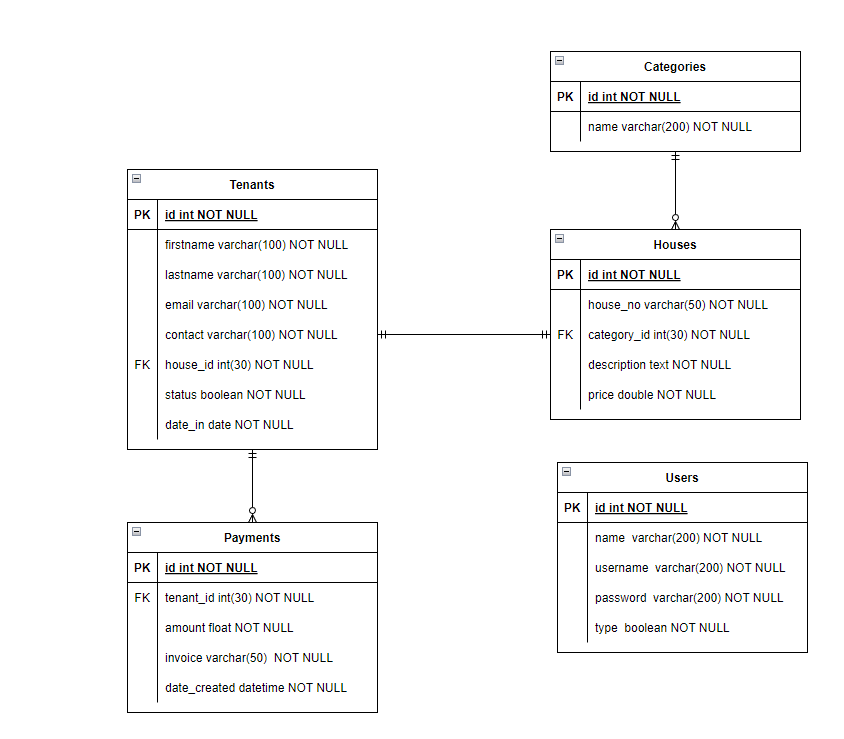 Categories
PK id int NOT NULL
name varchar(200) NOT NULL
Tenants
PK id int NOT NULL
firstname varchar(100) NOT NULL
lastname varchar(100) NOT NULL
email varchar(100) NOT NULL
contact varchar(100) NOT NULL
FK house_id int(30) NOT NULL
status boolean NOT NULL
date_in date NOT NULL
Houses
PK id int NOT NULL
house_no varchar(50) NOT NULL
FK category_id int(30) NOT NULL
description text NOT NULL
price double NOT NULL
Payments
PK id int NOT NULL
FK tenant_id int(30) NOT NULL
amount float NOT NULL
invoice varchar(50)  NOT NULL
date_created datetime NOT NULL
Users
PK id int NOT NULL
name  varchar(200) NOT NULL
username  varchar(200) NOT NULL
password  varchar(200) NOT NULL
type  boolean NOT NULL